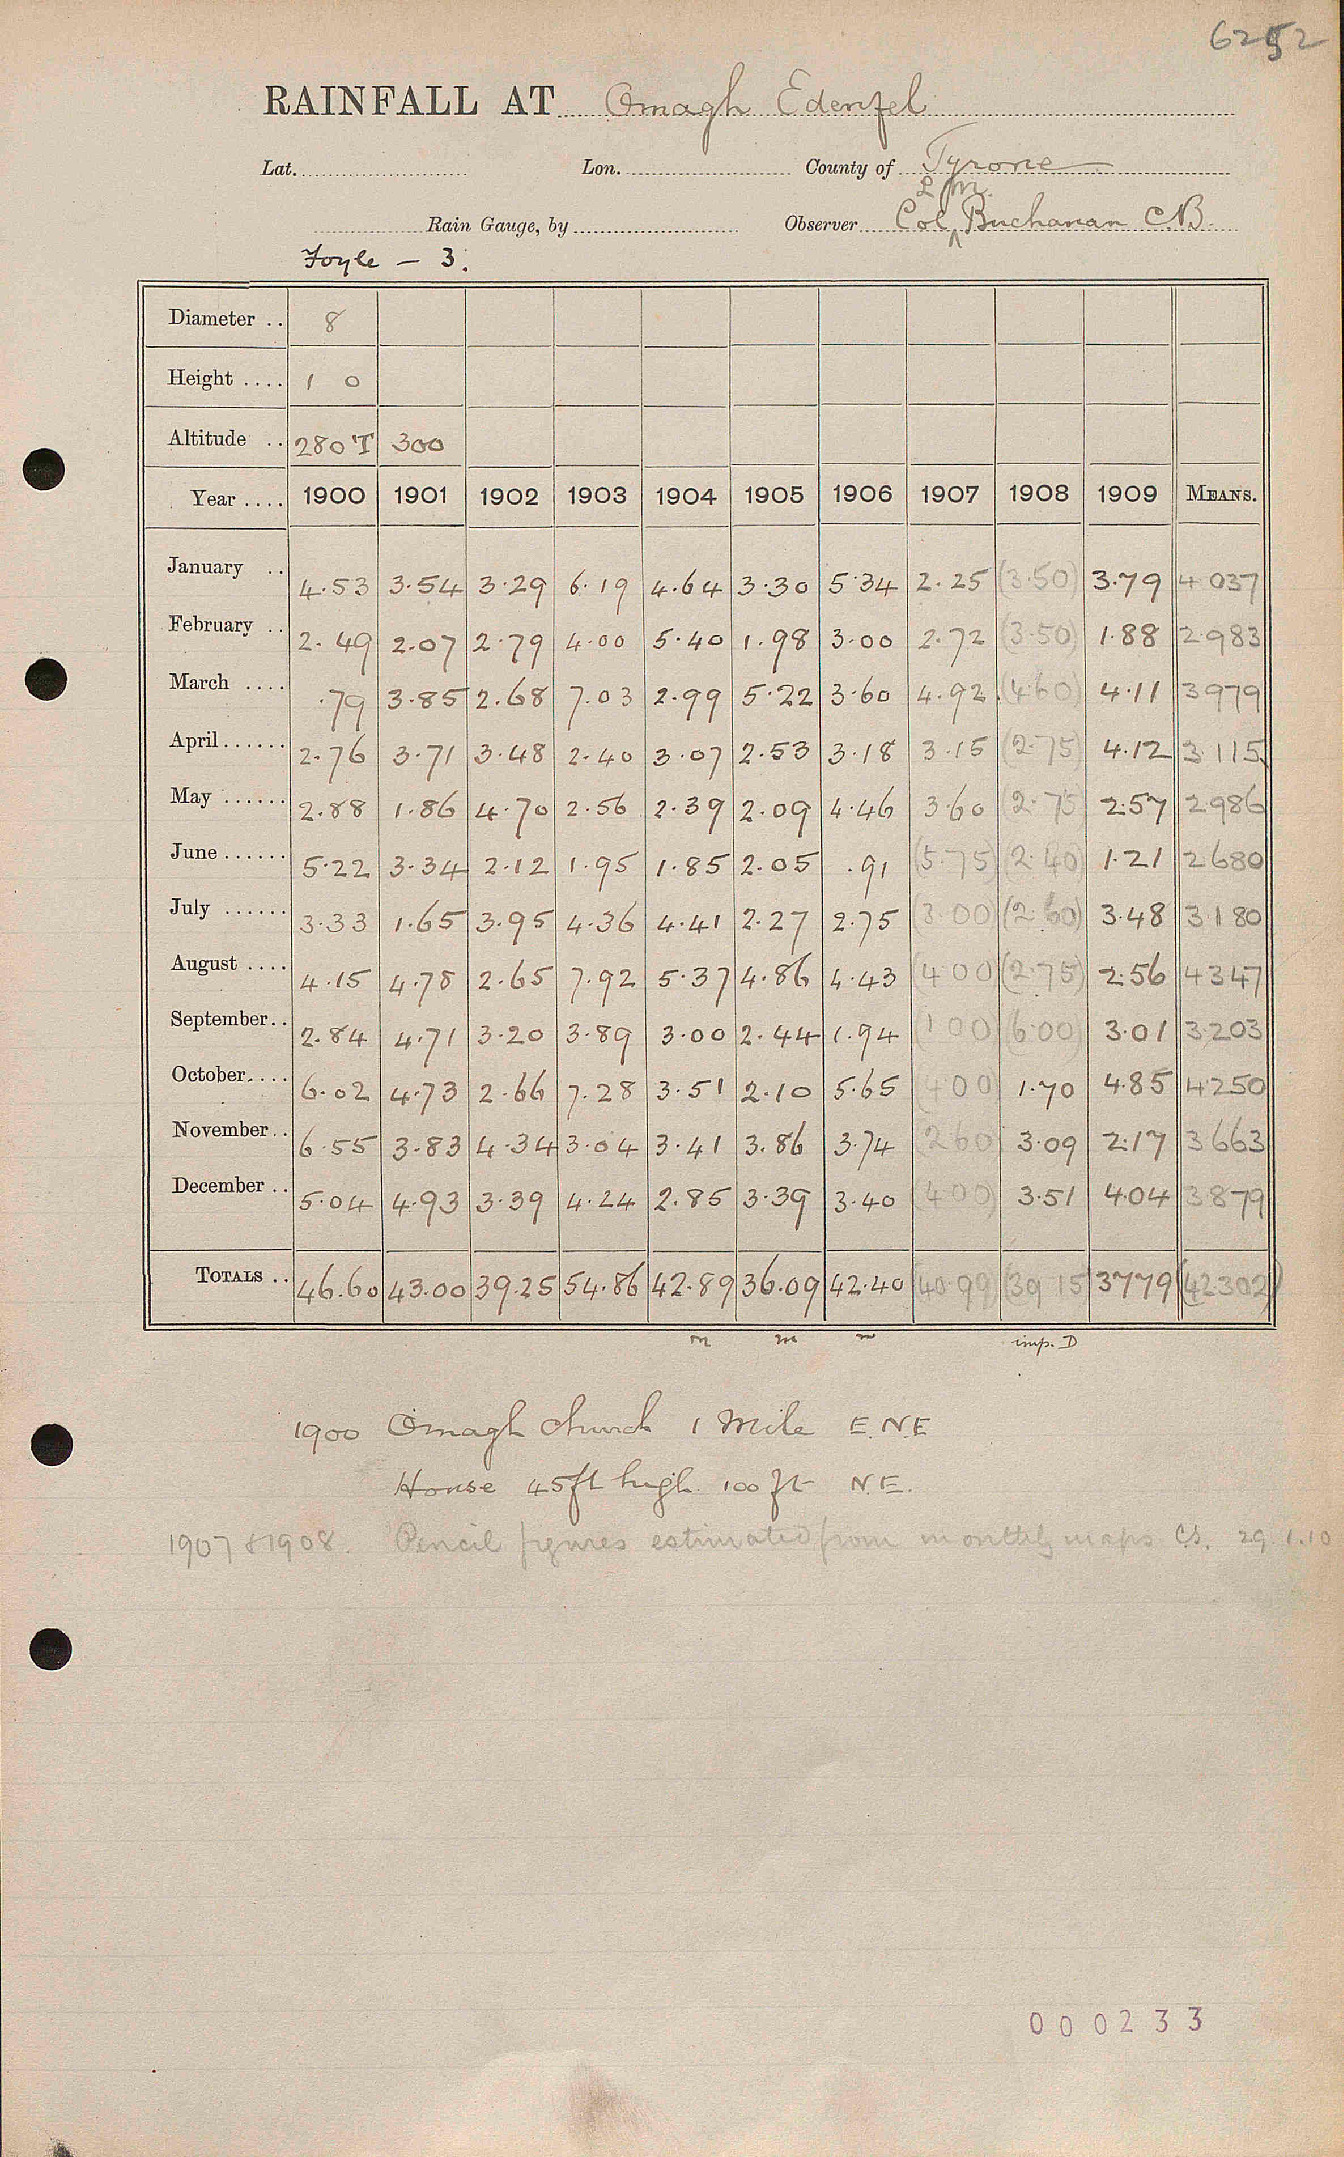 6252
RAINFALL AT Omagh Edenfel
Lat. Lon. County of Tyrone
L M.
Rain Gauge, by Observer Col ^ Buchanan C.B.
Foyle - 3.
Diameter .. 8
Height .... 1 0
Altitude .. 280 T 300
Year .... 1900 1901 1902 1903 1904 1905 1906 1907 1908 1909 MEANS.
January .. 4.53 3.54 3.29 6.19 4.64 3.30 5.34 2.25 (3.50) 3.79 4 037
February .. 2.49 2.07 2.79 4.00 5.40 1.98 3.00 2.72 (3.50) 1.88 2 983
March .... .79 3.85 2.68 7.03 2.99 5.22 3.60 4.92 (4.60) 4.11 3 979
April...... 2.76 3.71 3.48 2.40 3.07 2.53 3.18 3.15 (2.75) 4.12 3 115
May ...... 2.88 1.86 4.70 2.56 2.39 2.09 4.46 3.60 (2.75) 2.57 2 986
June...... 5.22 3.34 2.12 1.95 1.85 2.05 .91 (5.75) (2.40) 1.21 2 680
July ...... 3.33 1.65 3.95 4.36 4.41 2.27 2.75 (3.00) (2.60) 3.48 3 180
August .... 4.15 4.78 2.65 7.92 5.37 4.86 4.43 (4 00) (2.75) 2.56 4 347
September.. 2.84 4.71 3.20 3.89 3.00 2.44 1.94 (1 00) (6.00) 3.01 3 203
October.... 6.02 4.73 2.66 7.28 3.51 2.10 5.65 (4 00) 1.70 4.85 4 250
November.. 6.55 3.83 4.34 3.04 3.41 3.86 3.74 (2 60) 3.09 2.17 3 663
December .. 5.04 4.93 3.39 4.24 2.85 3.39 3.40 (4 00) 3.51 4.04 3 879
TOTALS .. 46.60 43.00 39.25 54.86 42.89 36.09 42.40 (40.99) (39 15) 37.79 (42.302)
m m m imp. D
1900 Omagh church 1 Mile E.N.E
House 45ft high 100 ft N.E.
1907 & 1908. Pencil figures estimated from monthly maps C.S. 29.1.10
000233